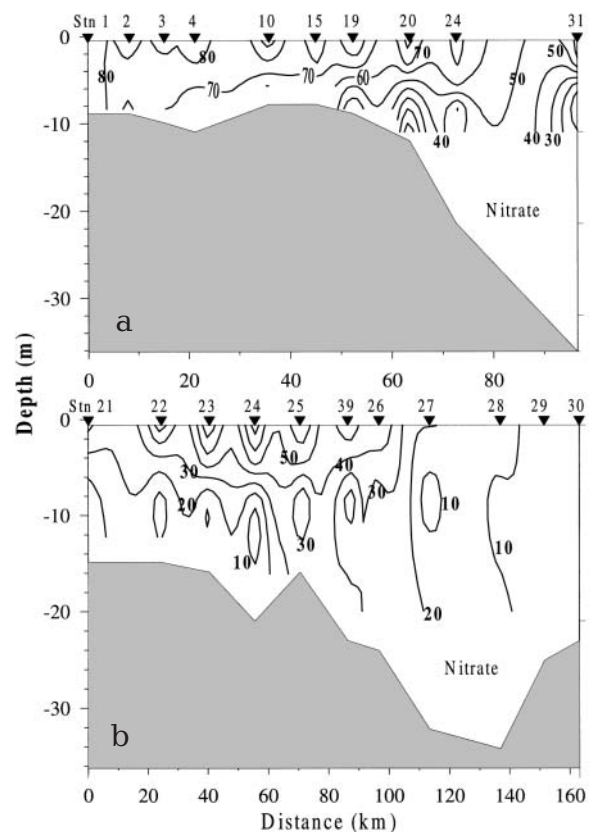 Stn 1 2 3 4 10 15 19 20 24 31
0
-10
-20
-30
80 80 70 50 50
70 70 60
40 40 30
Nitrate
a
0 20 40 60 80
Depth (m)
Stn 21 22 23 24 25 39 26 27 28 29 30
0
-10
-20
-30
50 40
30 30
20 10
10 30 10
20
Nitrate
b
0 20 40 60 80 100 120 140 163
Distance (km)